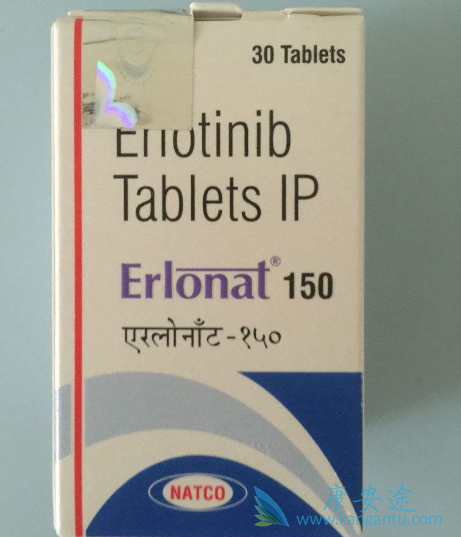 30 Tablets
Erlotinib
Tablets IP
Erlonat® 150
एरलोनाँट-१५०
NATCO
康安途
www.kangantu.com